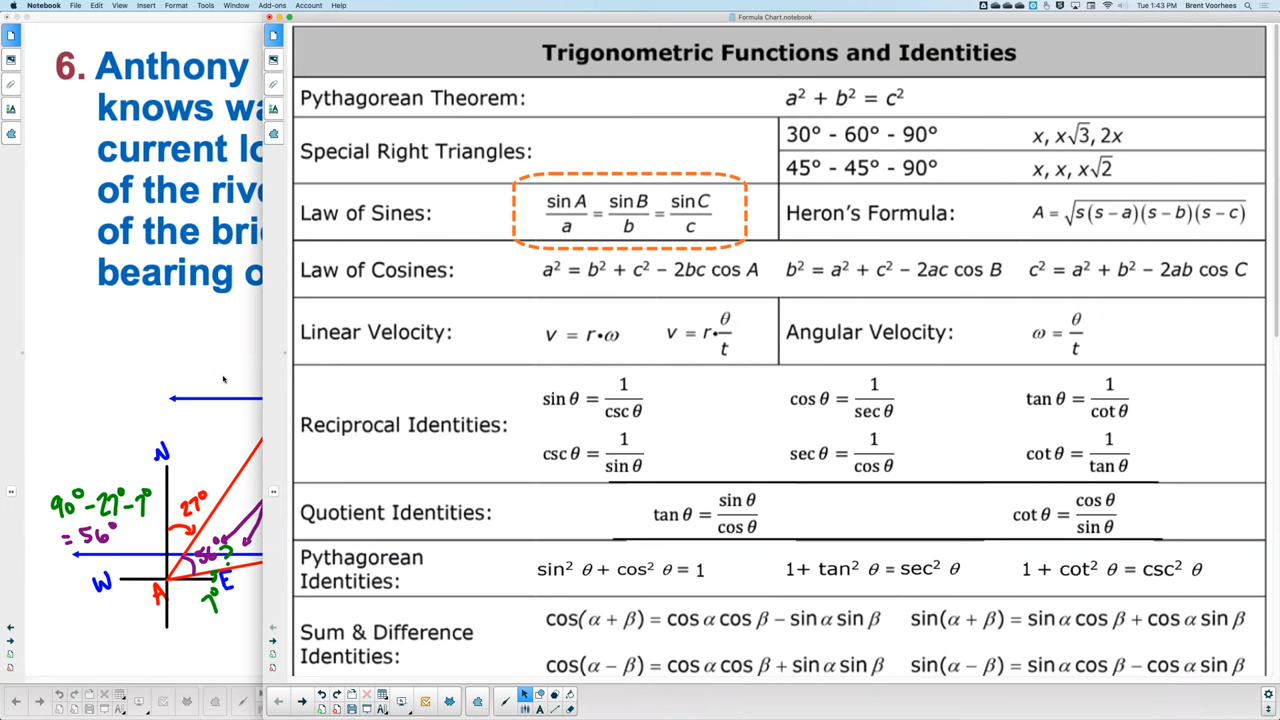 Notebook File Edit View Insert Format Tools Window Add-ons Account Help
Tue 1:43 PM Brent Voorhees
Formula Chart.notebook
6. Anthony
knows wa
current lo
of the rive
of the bri
bearing o
N
90° - 27° - 7°
= 56°
27°
56°
?
W
A
E
7°
Trigonometric Functions and Identities
Pythagorean Theorem: a² + b² = c²
Special Right Triangles:
30° - 60° - 90° x, x√3, 2x
45° - 45° - 90° x, x, x√2
Law of Sines: sin A / a = sin B / b = sin C / c
Heron's Formula: A = √s(s – a)(s – b)(s – c)
Law of Cosines: a² = b² + c² – 2bc cos A b² = a² + c² – 2ac cos B c² = a² + b² – 2ab cos C
Linear Velocity: v = r•ω v = r•θ/t
Angular Velocity: ω = θ/t
Reciprocal Identities:
sin θ = 1/csc θ cos θ = 1/sec θ tan θ = 1/cot θ
csc θ = 1/sin θ sec θ = 1/cos θ cot θ = 1/tan θ
Quotient Identities: tan θ = sin θ/cos θ cot θ = cos θ/sin θ
Pythagorean
Identities: sin² θ + cos² θ = 1 1 + tan² θ = sec² θ 1 + cot² θ = csc² θ
Sum & Difference
Identities:
cos(α + β) = cos α cos β – sin α sin β sin(α + β) = sin α cos β + cos α sin β
cos(α – β) = cos α cos β + sin α sin β sin(α – β) = sin α cos β – cos α sin β